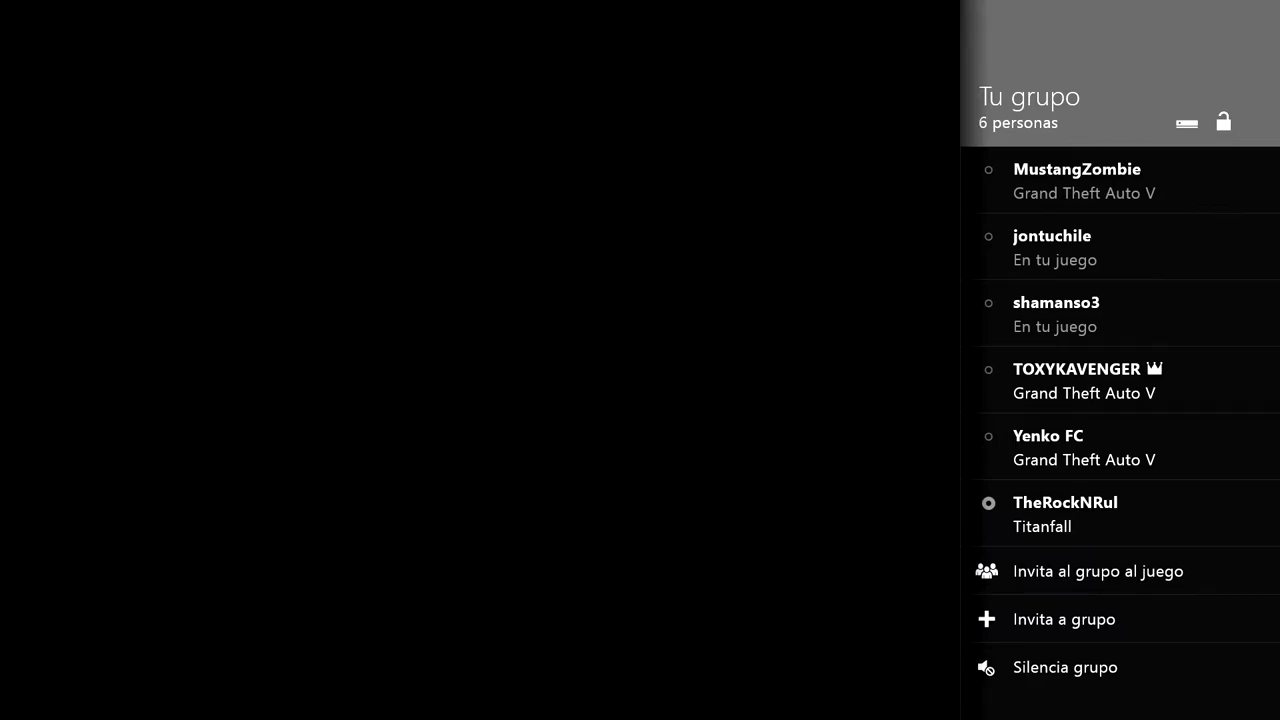 Tu grupo
6 personas
MustangZombie
Grand Theft Auto V
jontuchile
En tu juego
shamanso3
En tu juego
TOXYKAVENGER
Grand Theft Auto V
Yenko FC
Grand Theft Auto V
TheRockNRul
Titanfall
Invita al grupo al juego
Invita a grupo
Silencia grupo